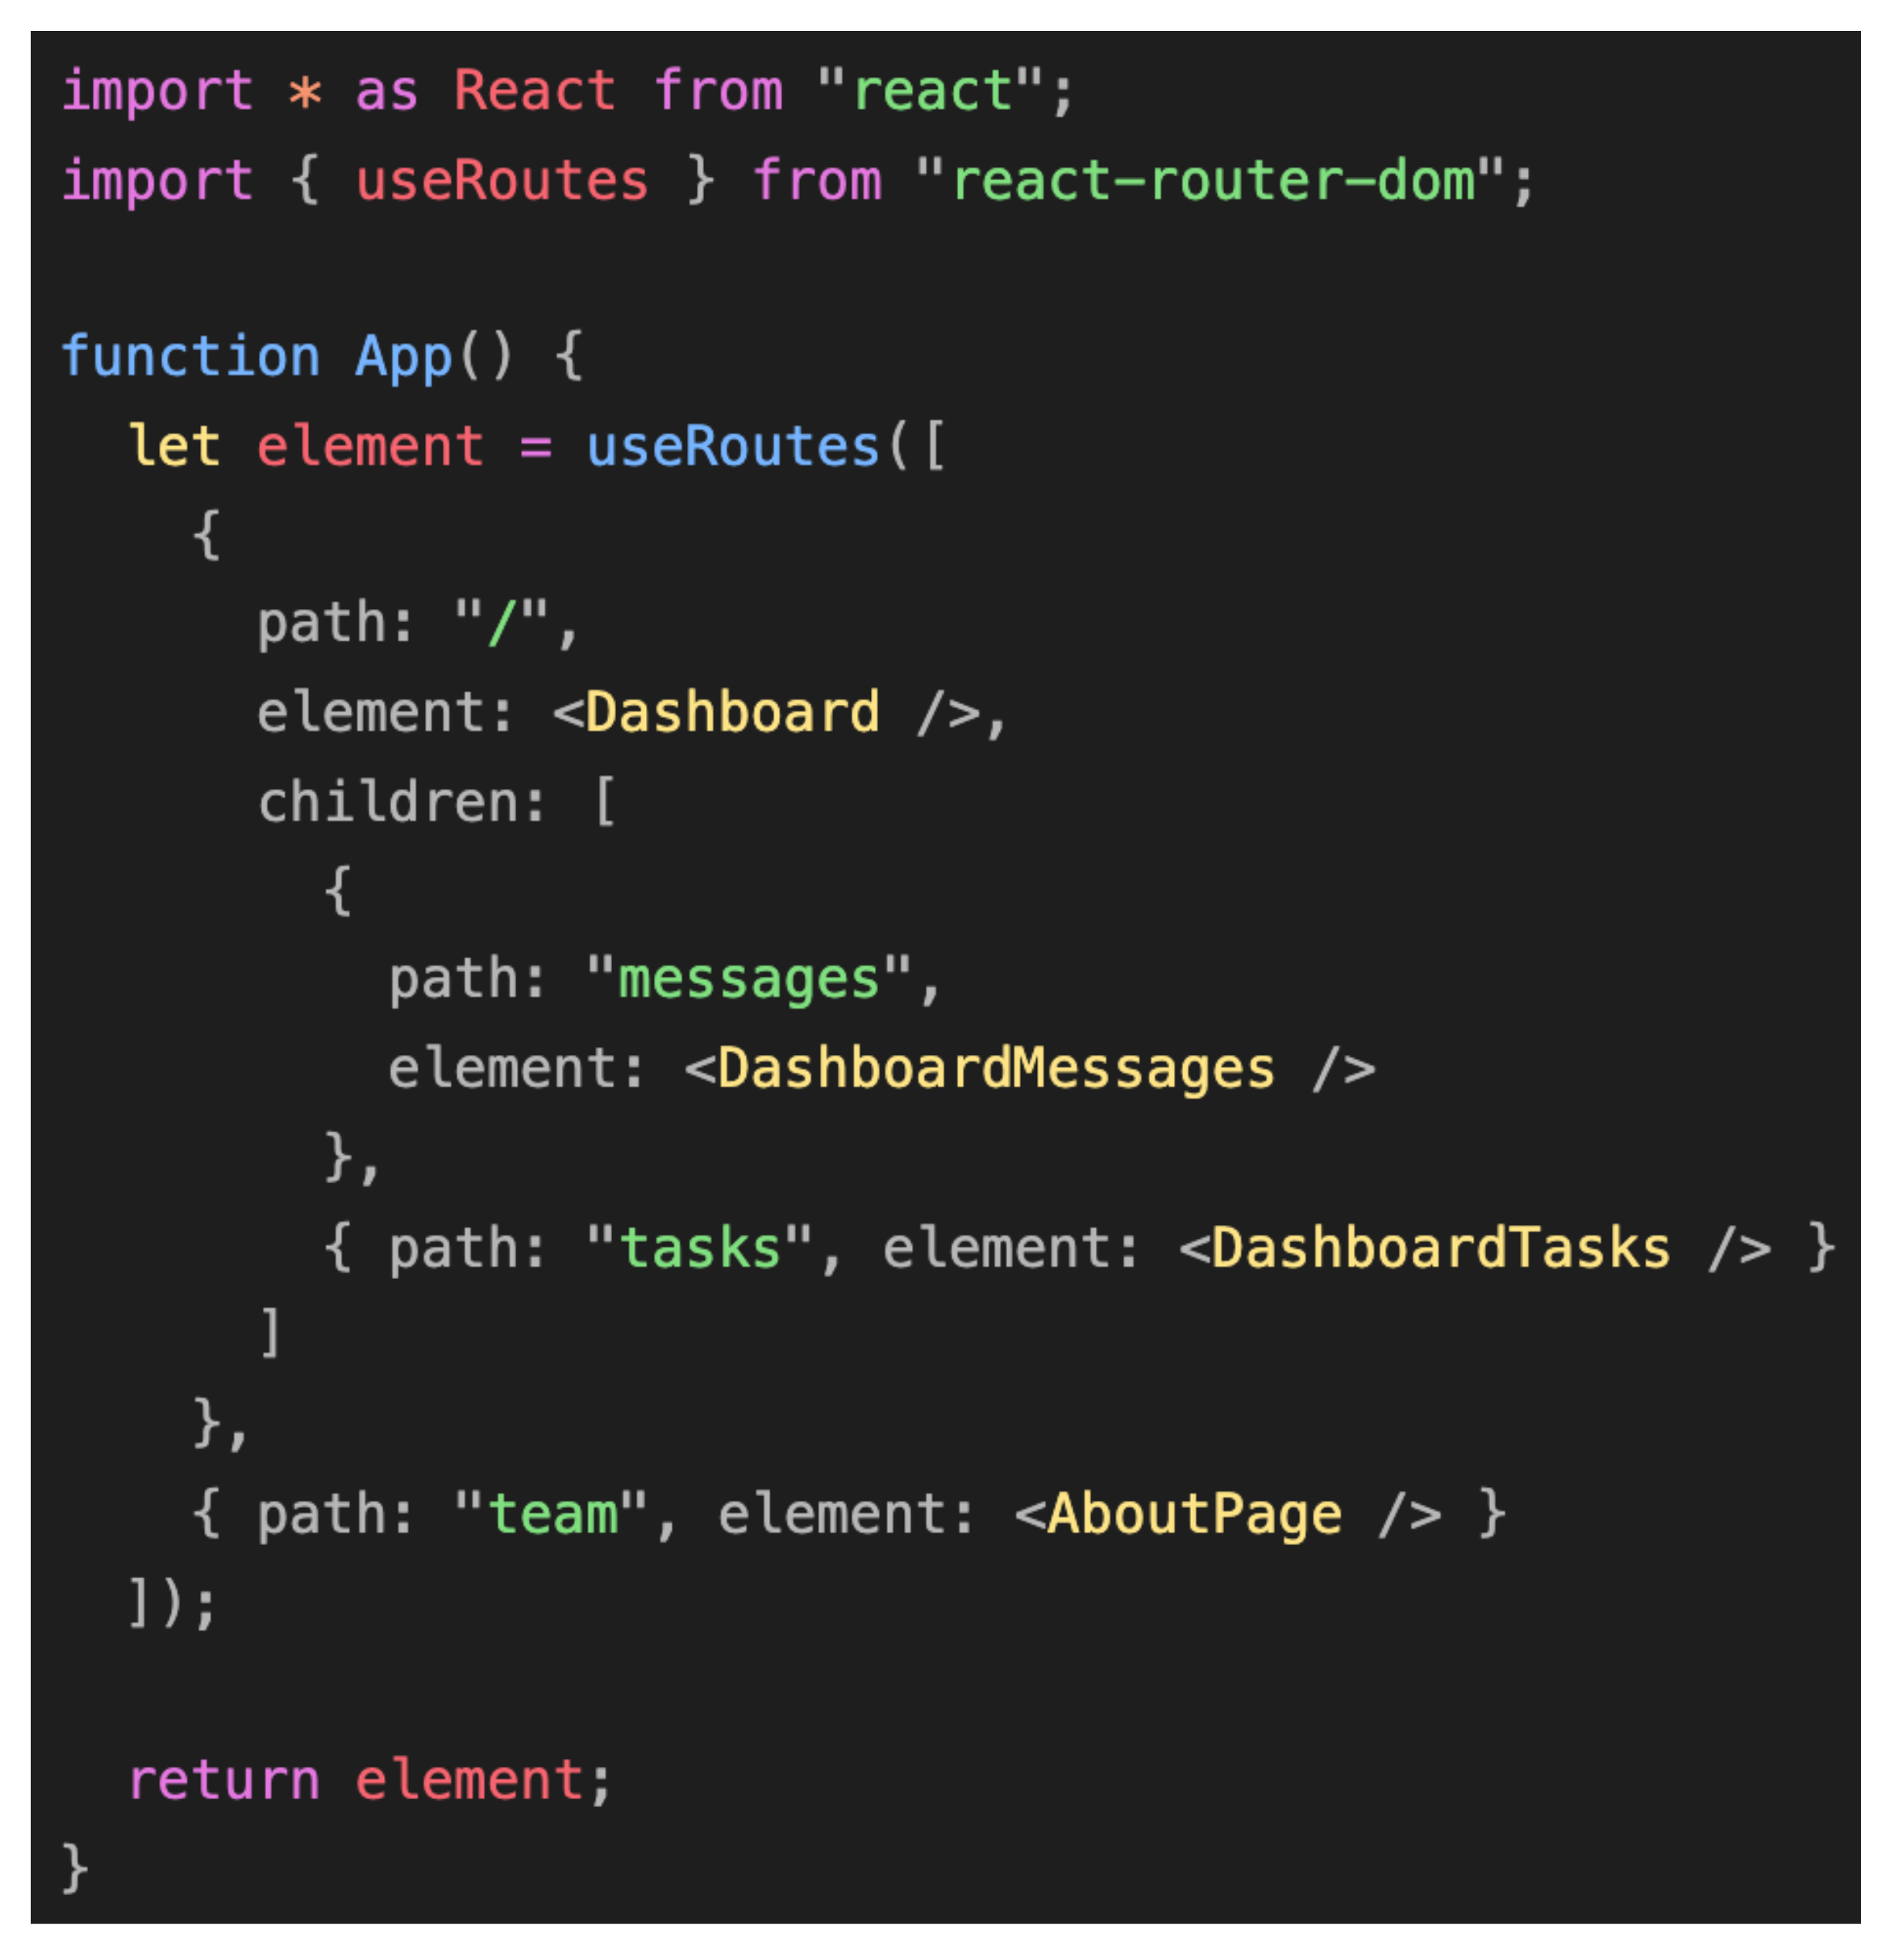 import * as React from "react";
import { useRoutes } from "react-router-dom";

function App() {
  let element = useRoutes([
    {
      path: "/",
      element: <Dashboard />,
      children: [
        {
          path: "messages",
          element: <DashboardMessages />
        },
        { path: "tasks", element: <DashboardTasks /> }
      ]
    },
    { path: "team", element: <AboutPage /> }
  ]);

  return element;
}